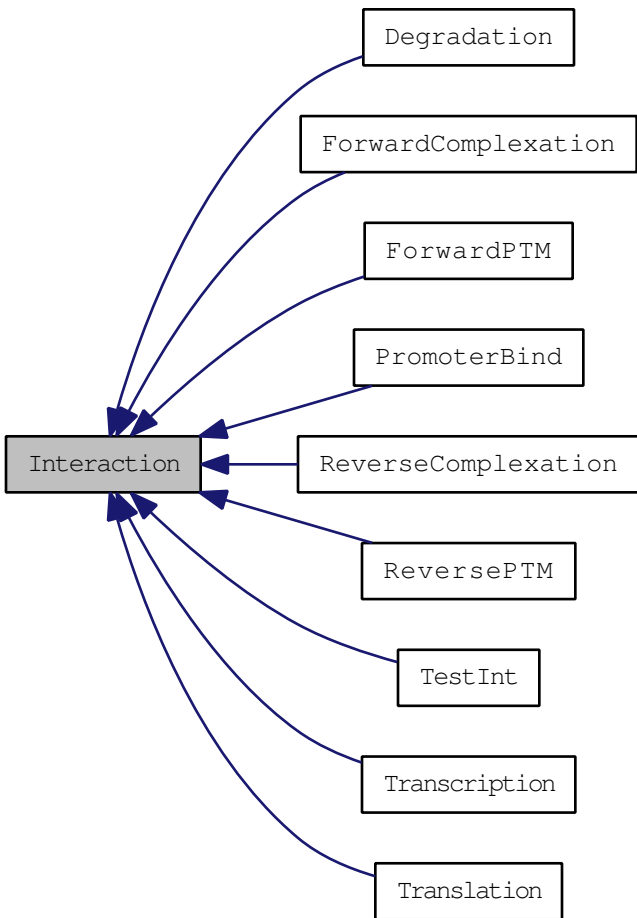 Degradation
ForwardComplexation
ForwardPTM
PromoterBind
Interaction
ReverseComplexation
ReversePTM
TestInt
Transcription
Translation